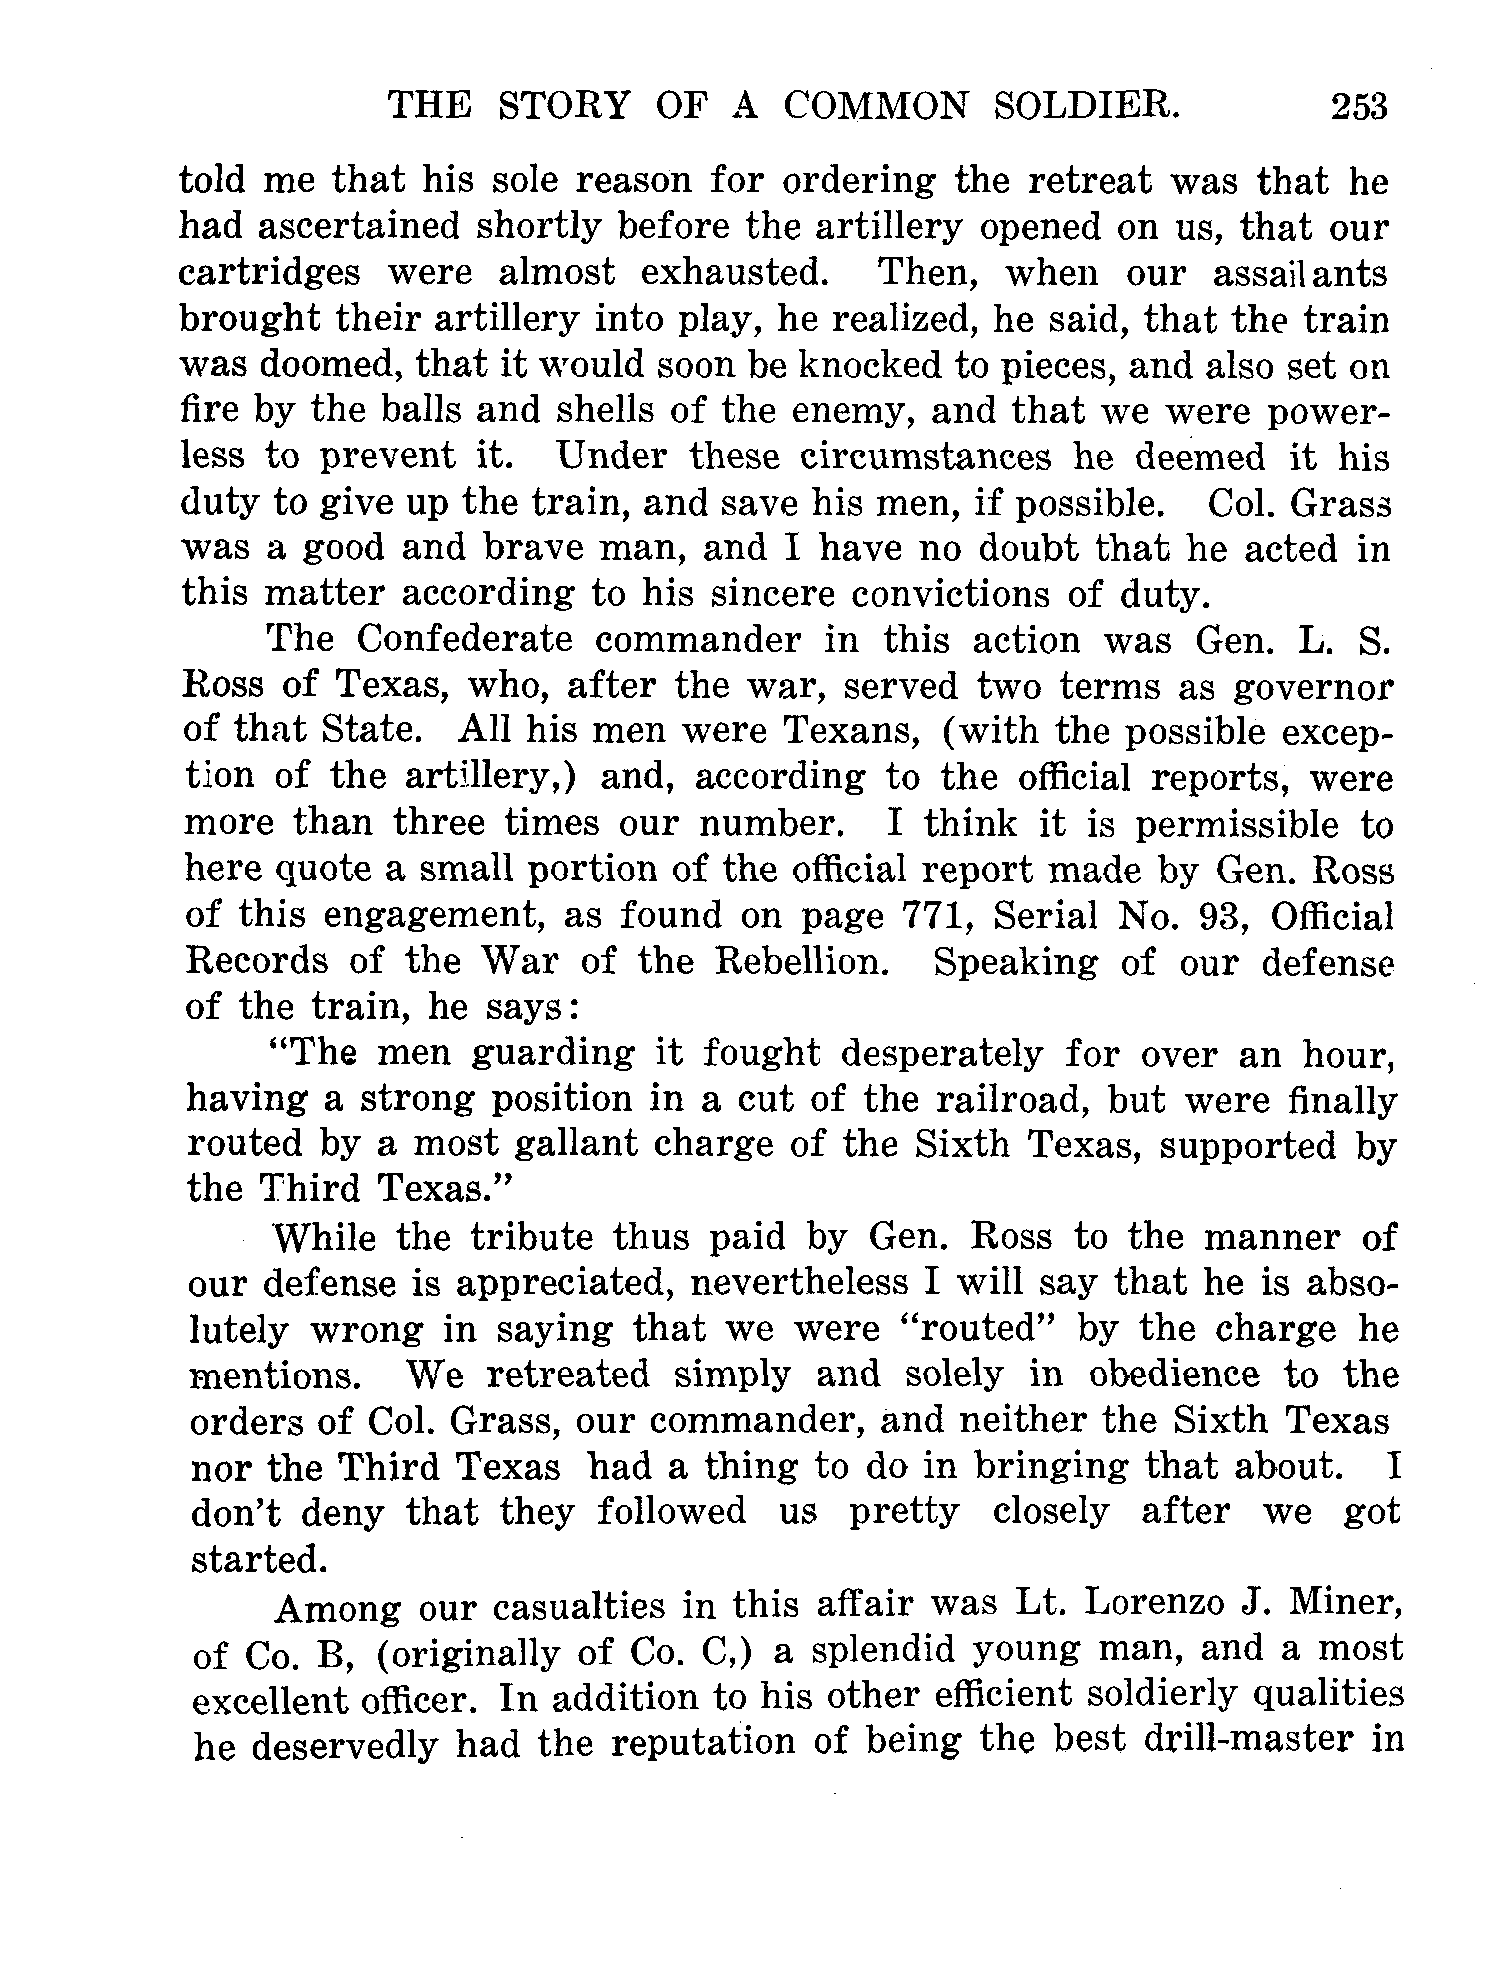 THE STORY OF A COMMON SOLDIER. 253
told me that his sole reason for ordering the retreat was that he
had ascertained shortly before the artillery opened on us, that our
cartridges were almost exhausted. Then, when our assailants
brought their artillery into play, he realized, he said, that the train
was doomed, that it would soon be knocked to pieces, and also set on
fire by the balls and shells of the enemy, and that we were power-
less to prevent it. Under these circumstances he deemed it his
duty to give up the train, and save his men, if possible. Col. Grass
was a good and brave man, and I have no doubt that he acted in
this matter according to his sincere convictions of duty.
The Confederate commander in this action was Gen. L. S.
Ross of Texas, who, after the war, served two terms as governor
of that State. All his men were Texans, (with the possible excep-
tion of the artillery,) and, according to the official reports, were
more than three times our number. I think it is permissible to
here quote a small portion of the official report made by Gen. Ross
of this engagement, as found on page 771, Serial No. 93, Official
Records of the War of the Rebellion. Speaking of our defense
of the train, he says:
“The men guarding it fought desperately for over an hour,
having a strong position in a cut of the railroad, but were finally
routed by a most gallant charge of the Sixth Texas, supported by
the Third Texas.”
While the tribute thus paid by Gen. Ross to the manner of
our defense is appreciated, nevertheless I will say that he is abso-
lutely wrong in saying that we were “routed” by the charge he
mentions. We retreated simply and solely in obedience to the
orders of Col. Grass, our commander, and neither the Sixth Texas
nor the Third Texas had a thing to do in bringing that about. I
don’t deny that they followed us pretty closely after we got
started.
Among our casualties in this affair was Lt. Lorenzo J. Miner,
of Co. B, (originally of Co. C,) a splendid young man, and a most
excellent officer. In addition to his other efficient soldierly qualities
he deservedly had the reputation of being the best drill-master in